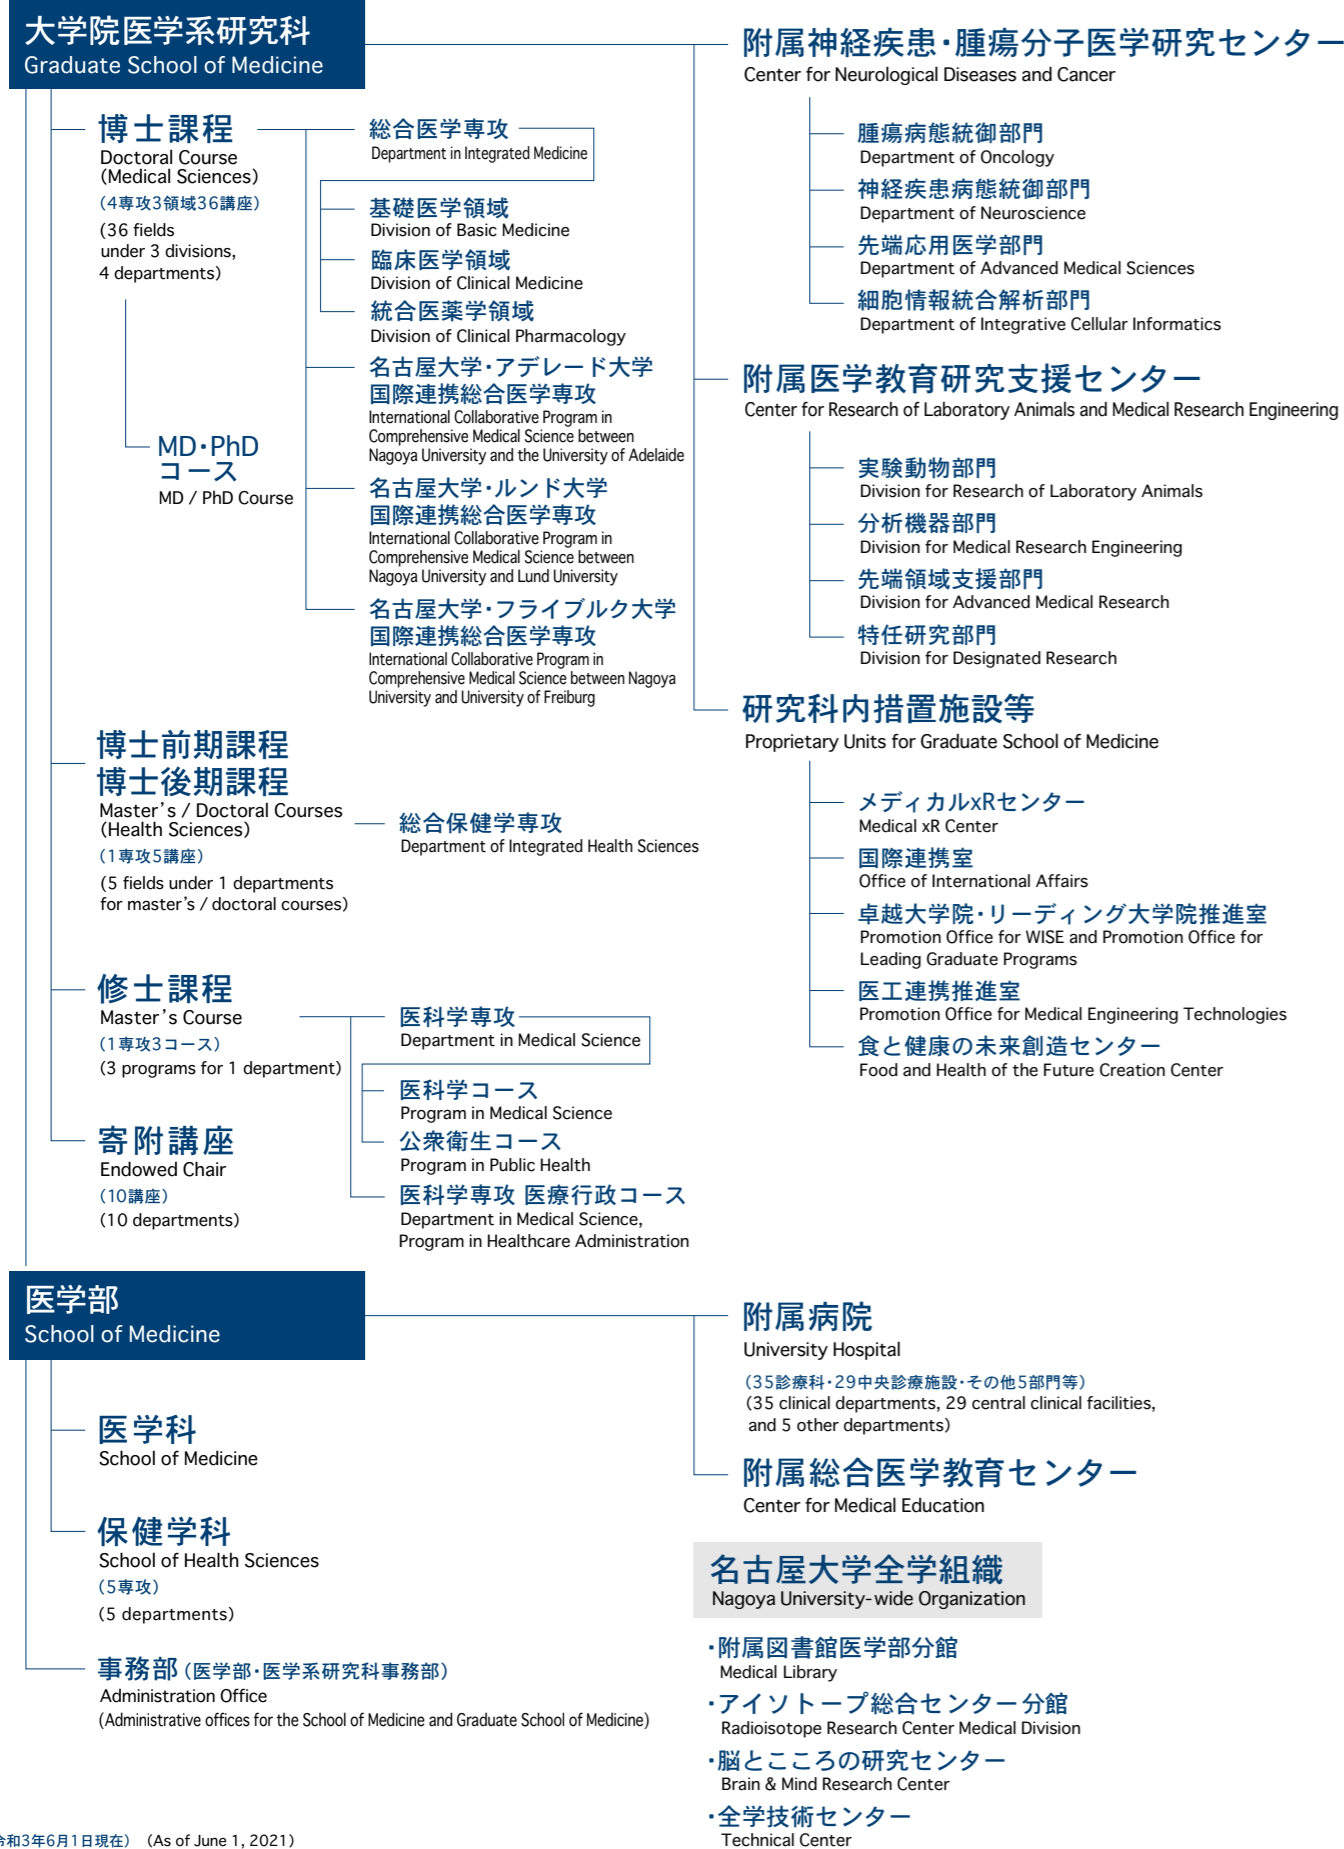 大学院医学系研究科
Graduate School of Medicine
博士課程
Doctoral Course
(Medical Sciences)
（4専攻3領域36講座）
(36 fields
under 3 divisions,
4 departments)
MD・PhD
コース
MD / PhD Course
総合医学専攻
Department in Integrated Medicine
基礎医学領域
Division of Basic Medicine
臨床医学領域
Division of Clinical Medicine
統合医薬学領域
Division of Clinical Pharmacology
名古屋大学・アデレード大学
国際連携総合医学専攻
International Collaborative Program in
Comprehensive Medical Science between
Nagoya University and the University of Adelaide
名古屋大学・ルンド大学
国際連携総合医学専攻
International Collaborative Program in
Comprehensive Medical Science between
Nagoya University and Lund University
名古屋大学・フライブルク大学
国際連携総合医学専攻
International Collaborative Program in
Comprehensive Medical Science between Nagoya
University and University of Freiburg
博士前期課程
博士後期課程
Master's / Doctoral Courses
(Health Sciences)
（1専攻5講座）
(5 fields under 1 departments
for master's / doctoral courses)
総合保健学専攻
Department of Integrated Health Sciences
修士課程
Master's Course
（1専攻3コース）
(3 programs for 1 department)
医科学専攻
Department in Medical Science
医科学コース
Program in Medical Science
公衆衛生コース
Program in Public Health
医科学専攻 医療行政コース
Department in Medical Science,
Program in Healthcare Administration
寄附講座
Endowed Chair
（10講座）
(10 departments)
附属神経疾患・腫瘍分子医学研究センター
Center for Neurological Diseases and Cancer
腫瘍病態統御部門
Department of Oncology
神経疾患病態統御部門
Department of Neuroscience
先端応用医学部門
Department of Advanced Medical Sciences
細胞情報統合解析部門
Department of Integrative Cellular Informatics
附属医学教育研究支援センター
Center for Research of Laboratory Animals and Medical Research Engineering
実験動物部門
Division for Research of Laboratory Animals
分析機器部門
Division for Medical Research Engineering
先端領域支援部門
Division for Advanced Medical Research
特任研究部門
Division for Designated Research
研究科内措置施設等
Proprietary Units for Graduate School of Medicine
メディカルxRセンター
Medical xR Center
国際連携室
Office of International Affairs
卓越大学院・リーディング大学院推進室
Promotion Office for WISE and Promotion Office for
Leading Graduate Programs
医工連携推進室
Promotion Office for Medical Engineering Technologies
食と健康の未来創造センター
Food and Health of the Future Creation Center
医学部
School of Medicine
医学科
School of Medicine
保健学科
School of Health Sciences
（5専攻）
(5 departments)
事務部（医学部・医学系研究科事務部）
Administration Office
(Administrative offices for the School of Medicine and Graduate School of Medicine)
附属病院
University Hospital
（35診療科・29中央診療施設・その他5部門等）
(35 clinical departments, 29 central clinical facilities,
and 5 other departments)
附属総合医学教育センター
Center for Medical Education
名古屋大学全学組織
Nagoya University-wide Organization
・附属図書館医学部分館
Medical Library
・アイソトープ総合センター分館
Radioisotope Research Center Medical Division
・脳とこころの研究センター
Brain & Mind Research Center
・全学技術センター
Technical Center
和3年6月1日現在） (As of June 1, 2021)